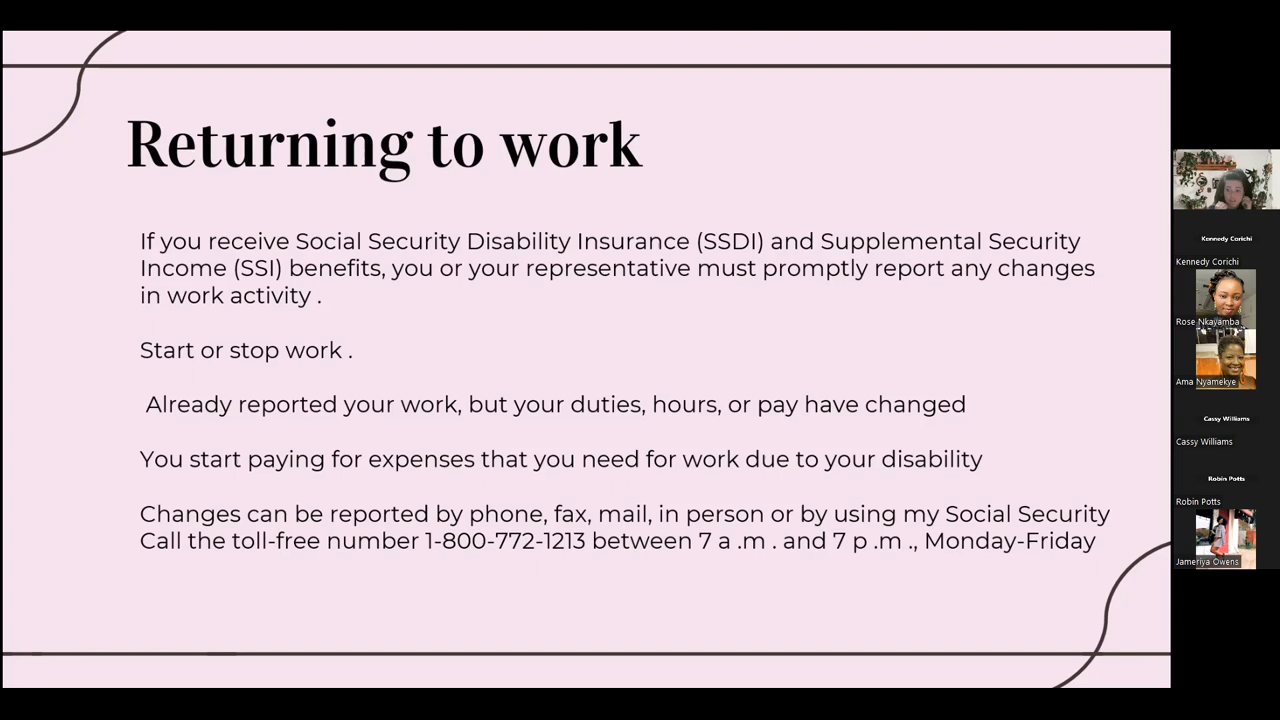 Returning to work
If you receive Social Security Disability Insurance (SSDI) and Supplemental Security
Income (SSI) benefits, you or your representative must promptly report any changes
in work activity .
Start or stop work .
Already reported your work, but your duties, hours, or pay have changed
You start paying for expenses that you need for work due to your disability
Changes can be reported by phone, fax, mail, in person or by using my Social Security
Call the toll-free number 1-800-772-1213 between 7 a .m . and 7 p .m ., Monday-Friday
Kennedy Corichi
Kennedy Corichi
Rose Nkayamba
Ama Nyamekye
Cassy Williams
Cassy Williams
Robin Potts
Robin Potts
Jameriya Owens